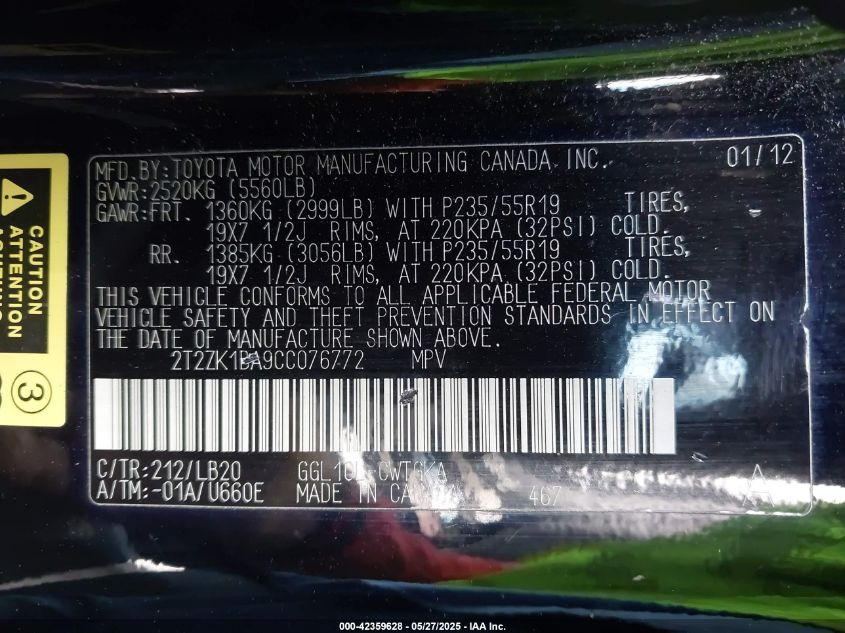 MFD.BY:TOYOTA MOTOR MANUFACTURING CANADA INC. 01/12
GVWR:2520KG (5560LB)
GAWR:FRT. 1360KG (2999LB) WITH P235/55R19 TIRES,
19X7 1/2J RIMS, AT 220KPA (32PSI) COLD.
RR. 1385KG (3056LB) WITH P235/55R19 TIRES,
19X7 1/2J RIMS, AT 220KPA (32PSI) COLD.
THIS VEHICLE CONFORMS TO ALL APPLICABLE FEDERAL MOTOR
VEHICLE SAFETY AND THEFT PREVENTION STANDARDS IN EFFECT ON
THE DATE OF MANUFACTURE SHOWN ABOVE.
2T2ZK1BA9CC076772 MPV
C/TR:212/LB20
A/TM:-01A/U660E MADE IN 467 A
CAUTION
ATTENTION
3
000-42359628 - 05/27/2025 - IAA Inc.